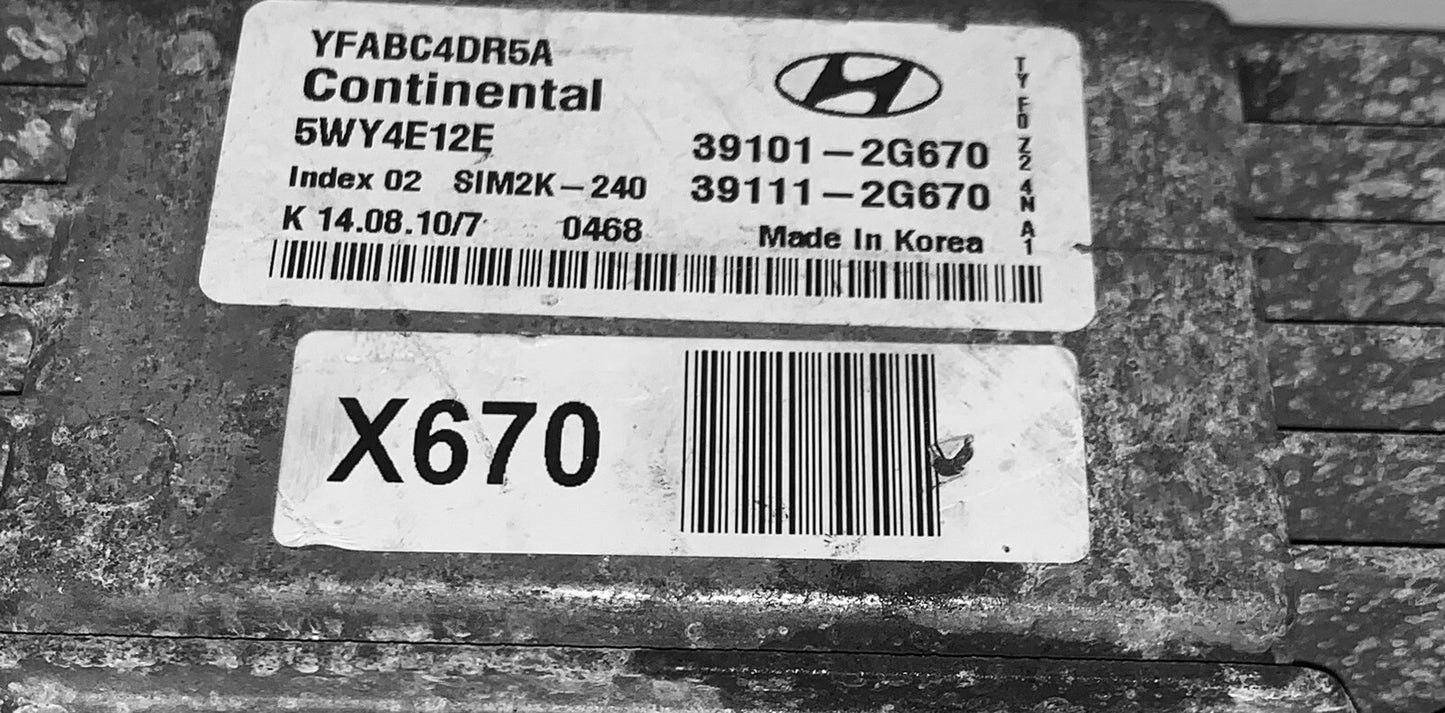 YFABC4DR5A
Continental
5WY4E12E
39101-2G670
Index 02 SIM2K-240 39111-2G670
K 14.08.10/7 0468 Made In Korea
TY FD Z2 4N A1
X670